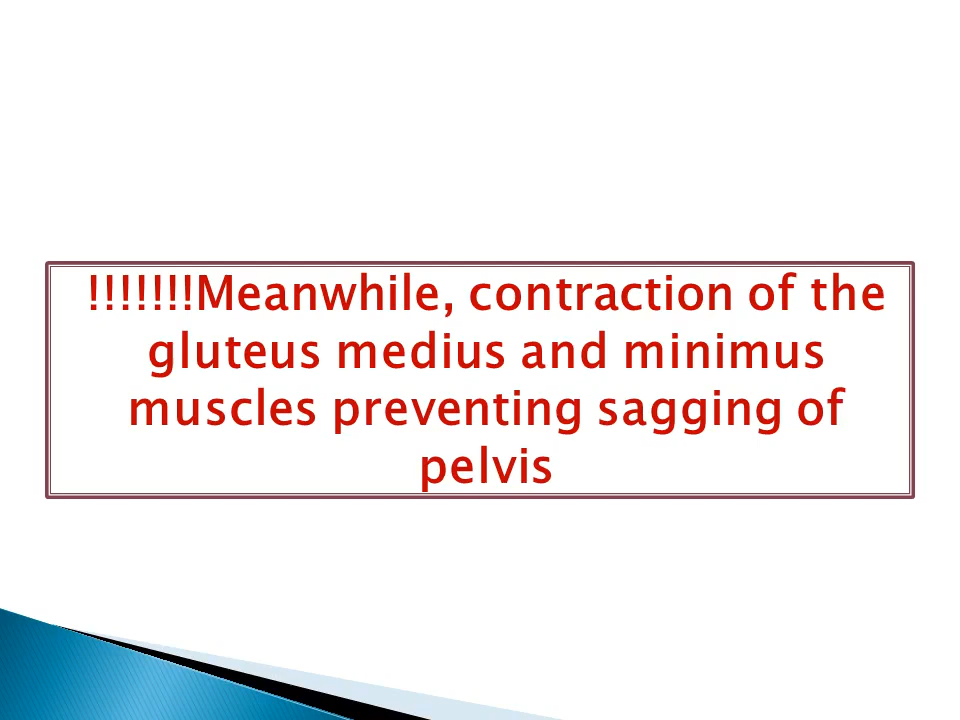 !!!!!!!Meanwhile, contraction of the
gluteus medius and minimus
muscles preventing sagging of
pelvis